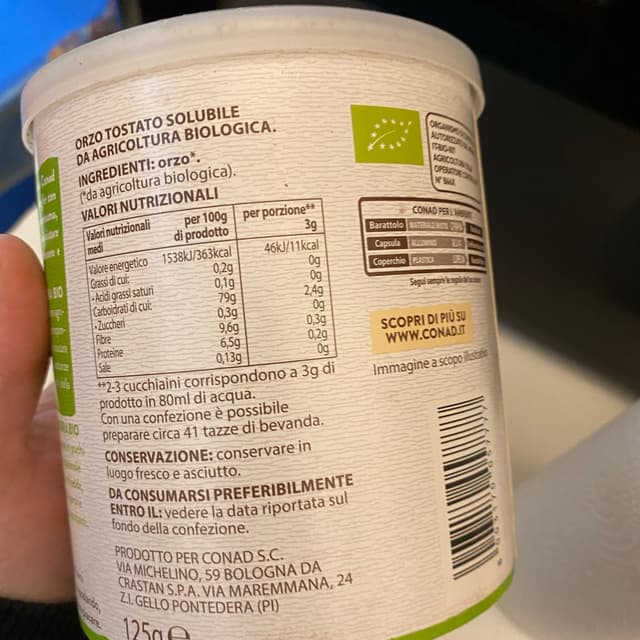 ORZO TOSTATO SOLUBILE
DA AGRICOLTURA BIOLOGICA.
INGREDIENTI: orzo*.
(*da agricoltura biologica).
VALORI NUTRIZIONALI
Valori nutrizionali medi per 100g di prodotto per porzione** 3g
Valore energetico 1538kJ/363kcal 46kJ/11kcal
Grassi di cui: 0,2g 0g
- Acidi grassi saturi 0,1g 0g
Carboidrati di cui: 79g 2,4g
- Zuccheri 0,3g 0g
Fibre 9,6g 0,3g
Proteine 6,5g 0,2g
Sale 0,13g 0g
**2-3 cucchiaini corrispondono a 3g di
prodotto in 80ml di acqua.
Con una confezione è possibile
preparare circa 41 tazze di bevanda.
CONSERVAZIONE: conservare in
luogo fresco e asciutto.
DA CONSUMARSI PREFERIBILMENTE
ENTRO IL: vedere la data riportata sul
fondo della confezione.
PRODOTTO PER CONAD S.C.
VIA MICHELINO, 59 BOLOGNA DA
CRASTAN S.P.A. VIA MAREMMANA, 24
Z.I. GELLO PONTEDERA (PI)
125g e
CONAD PER L'AMBIENTE
Barattolo
Capsula ALLUMINIO
Coperchio PLASTICA
Segui sempre le regole del tuo
SCOPRI DI PIÙ SU
WWW.CONAD.IT
Immagine a scopo illustrativo